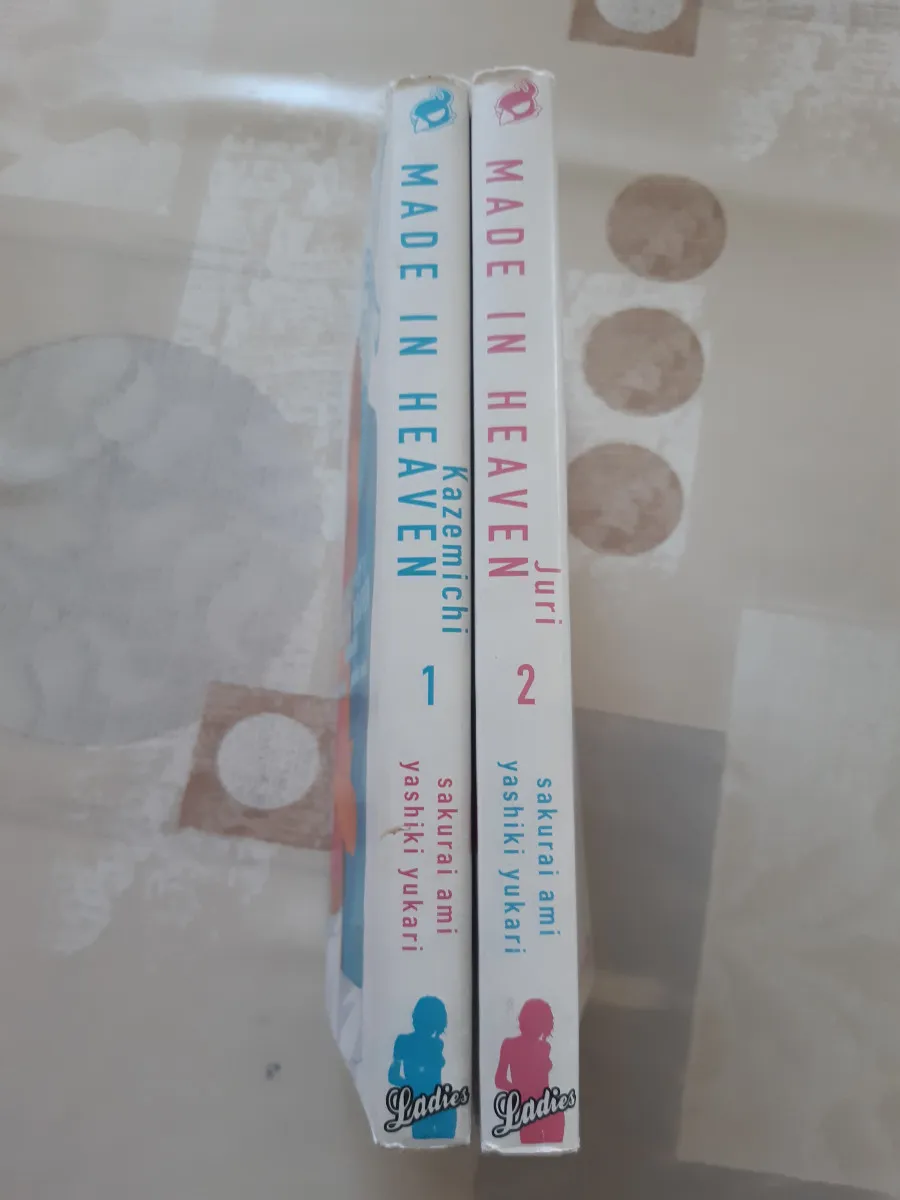 MADE IN HEAVEN
Kazemichi
1
sakurai ami
yashiki yukari
Ladies
MADE IN HEAVEN
Juri
2
sakurai ami
yashiki yukari
Ladies